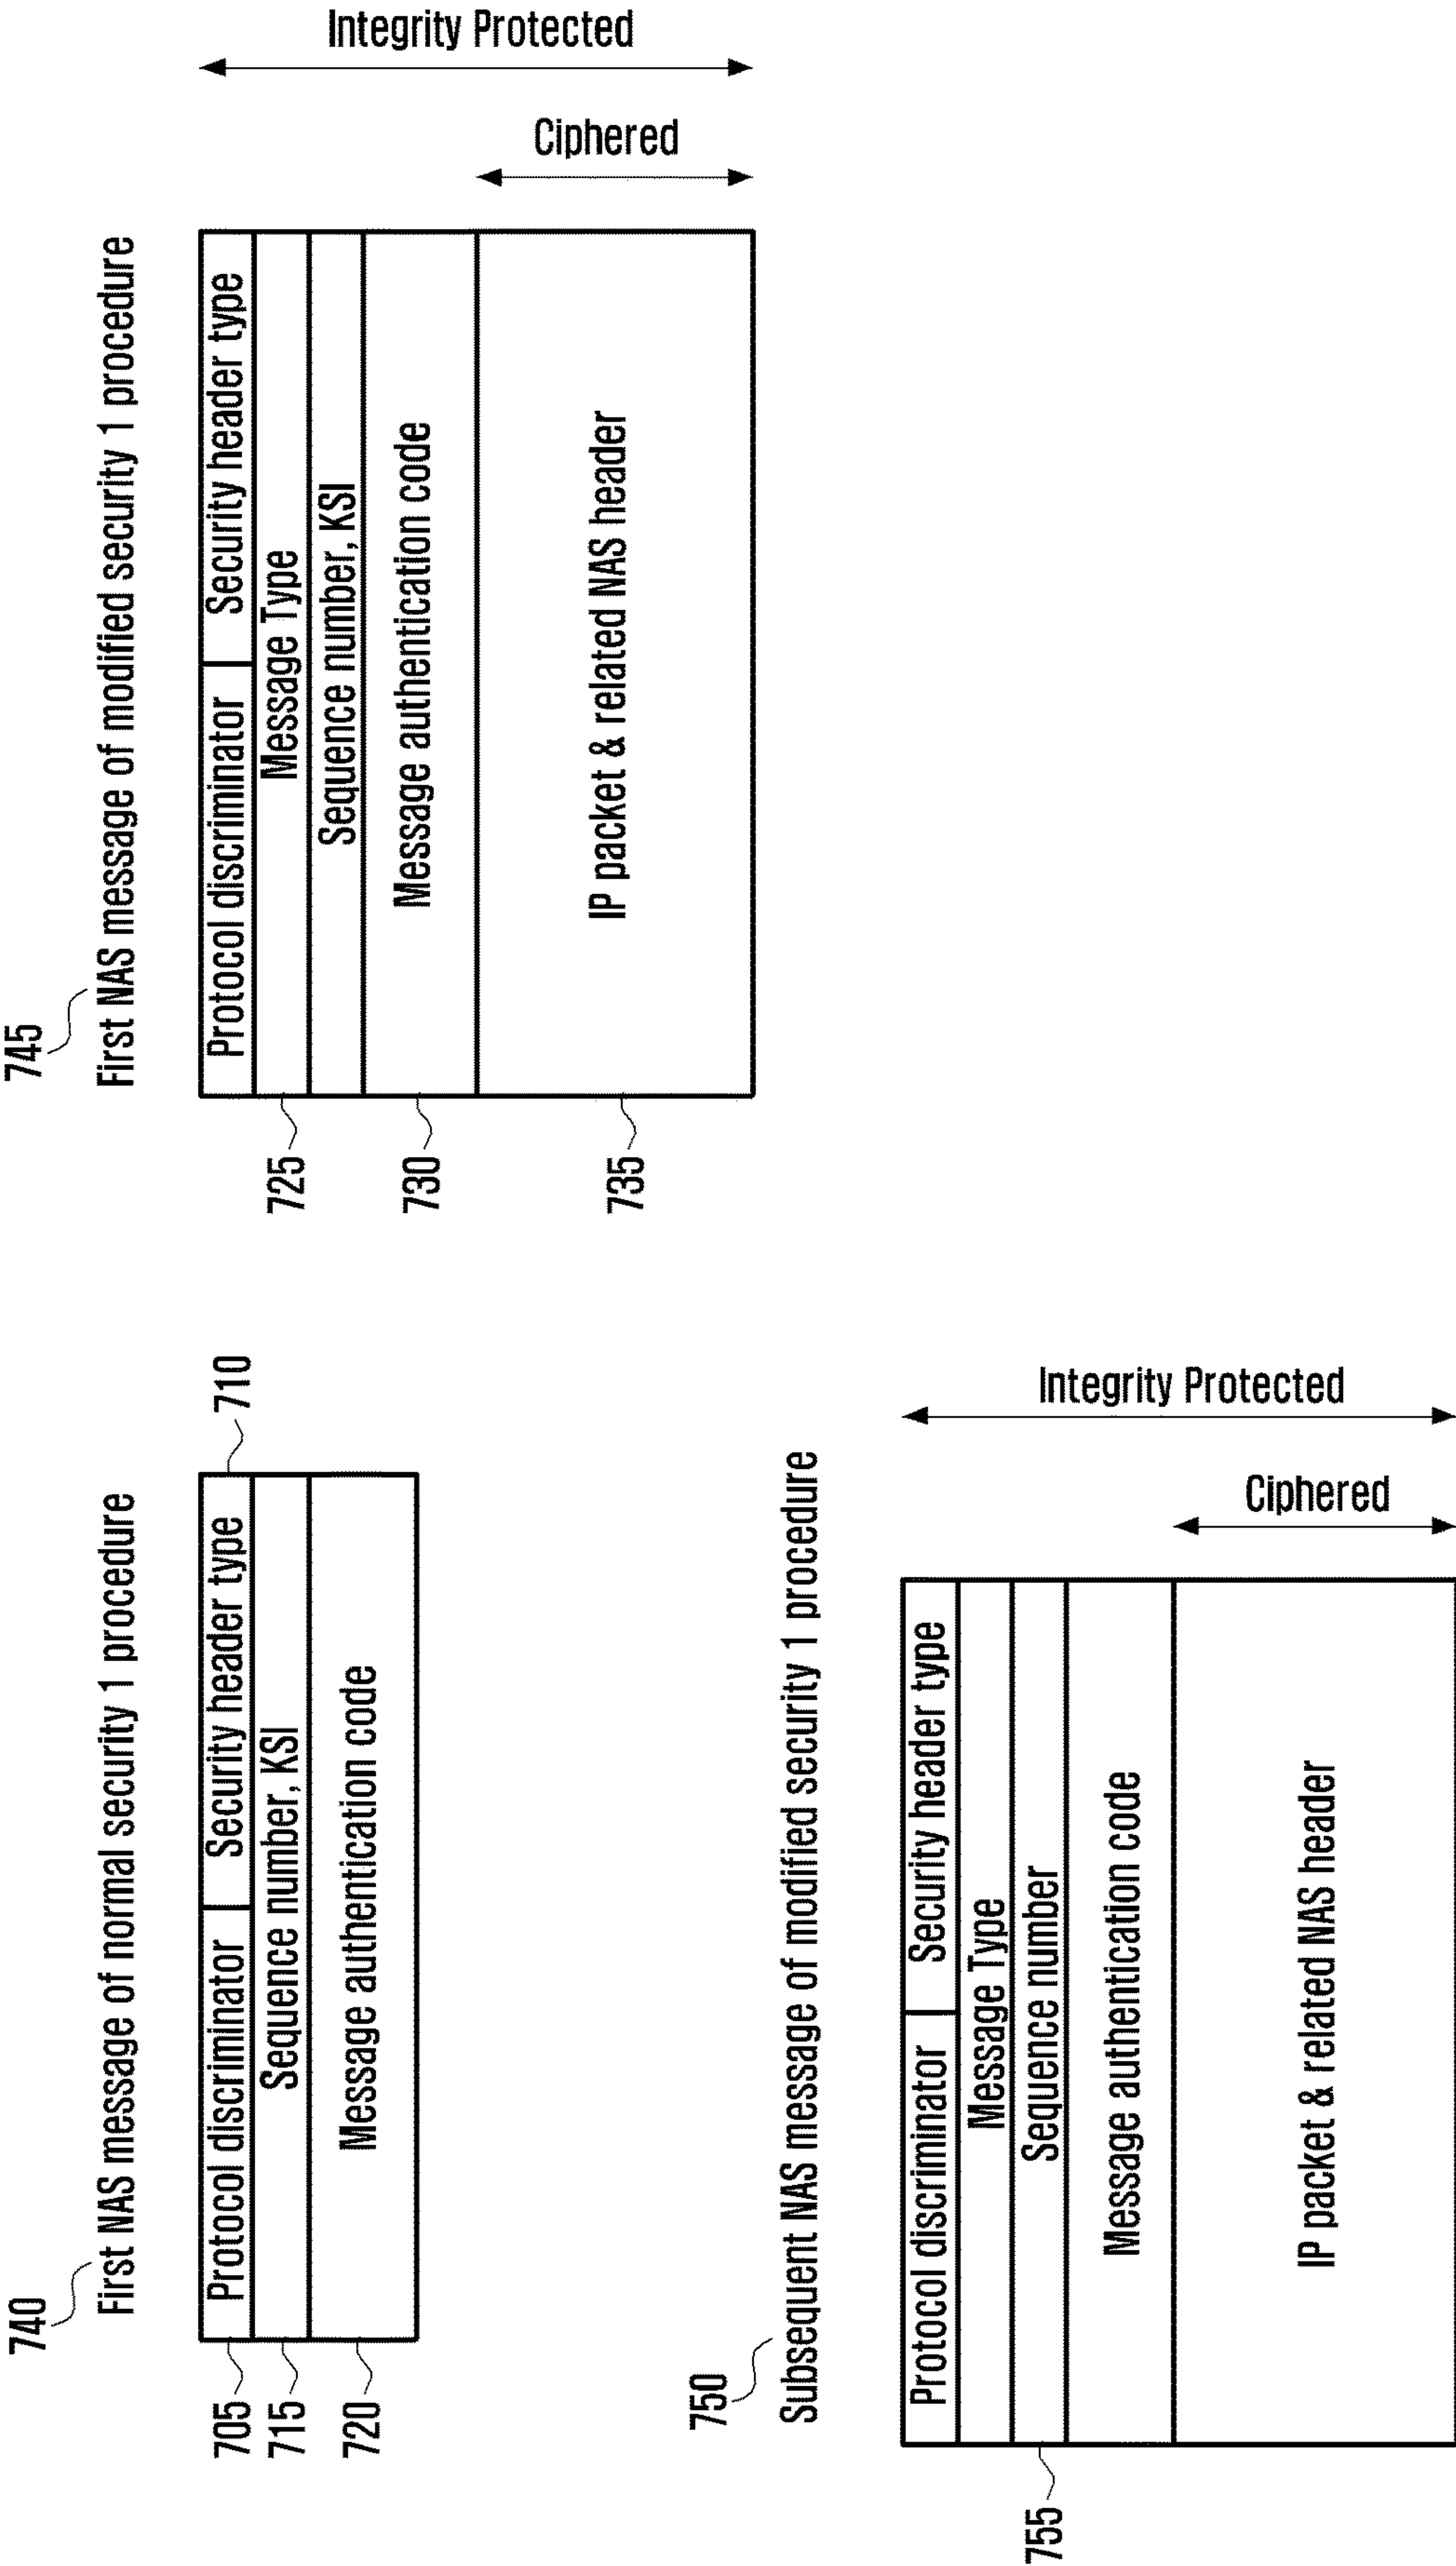 740
First NAS message of normal security 1 procedure
705
Protocol discriminator
Security header type
710
715
Sequence number, KSI
720
Message authentication code
745
First NAS message of modified security 1 procedure
Protocol discriminator
Security header type
725
Message Type
Sequence number, KSI
730
Message authentication code
735
IP packet & related NAS header
Ciphered
Integrity Protected
750
Subsequent NAS message of modified security 1 procedure
Protocol discriminator
Security header type
Message Type
755
Sequence number
Message authentication code
IP packet & related NAS header
Ciphered
Integrity Protected